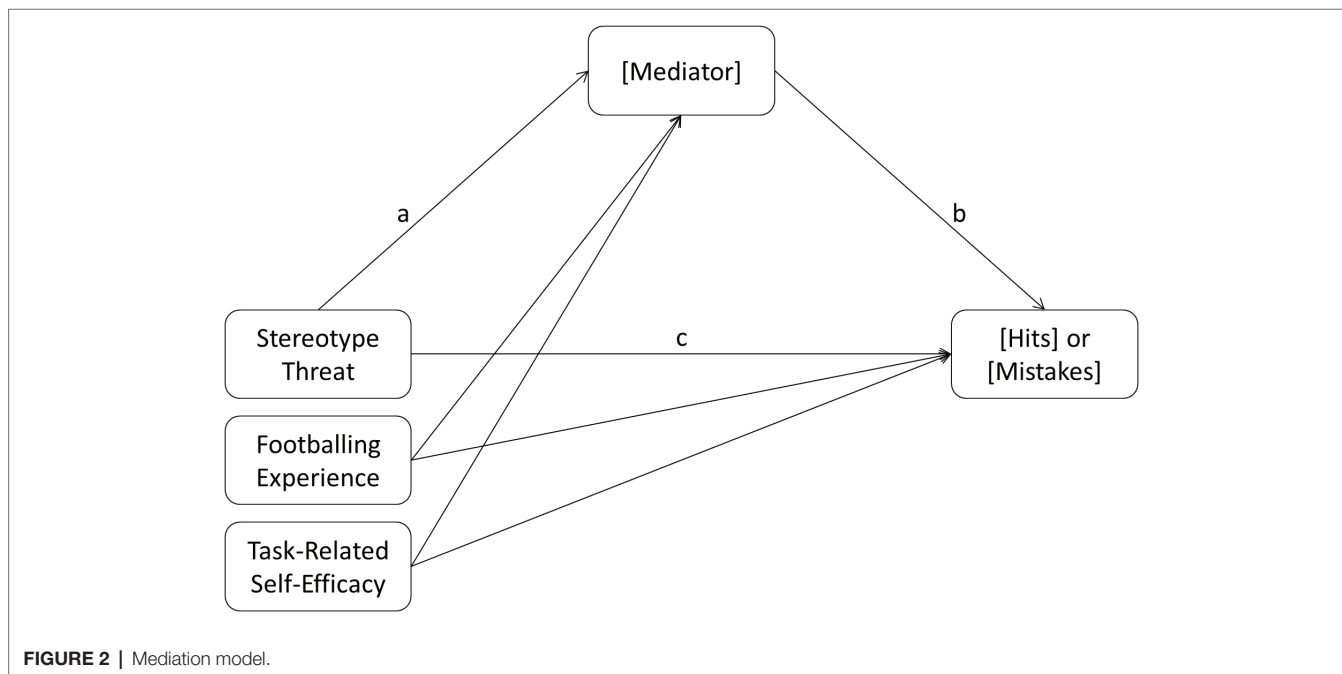 [Mediator]
a
b
Stereotype
Threat
c
[Hits] or
[Mistakes]
Footballing
Experience
Task-Related
Self-Efficacy
FIGURE 2 | Mediation model.